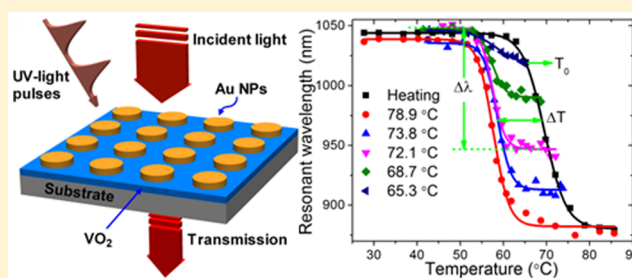 UV-light
pulses
Incident light
Au NPs
Substrate
VO2
Transmission
Resonant wavelength (nm)
1050
1000
950
900
Heating
78.9 °C
73.8 °C
72.1 °C
68.7 °C
65.3 °C
Δλ
T0
ΔT
30 40 50 60 70 80
Temperature (°C)